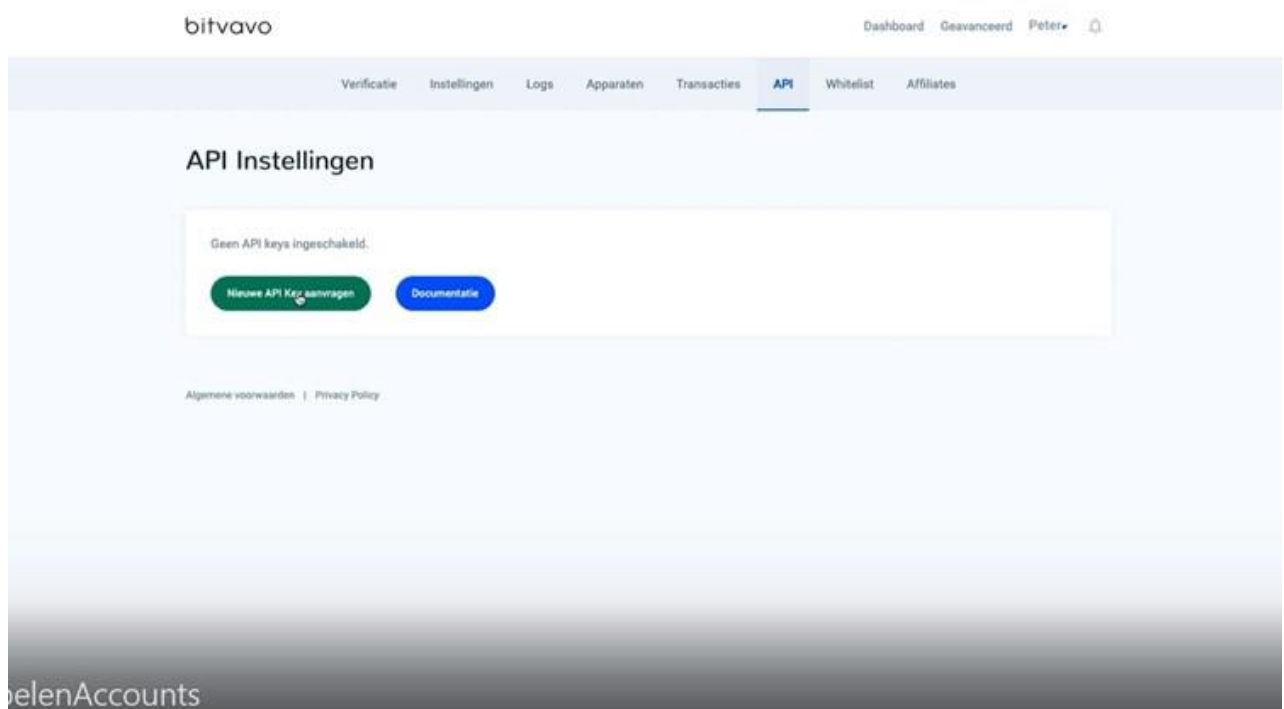 bitvavo
Dashboard Geavanceerd Peter
Verificatie Instellingen Logs Apparaten Transacties API Whitelist Affiliates
API Instellingen
Geen API keys ingeschakeld.
Nieuwe API Key aanvragen Documentatie
Algemene voorwaarden | Privacy Policy
elenAccounts